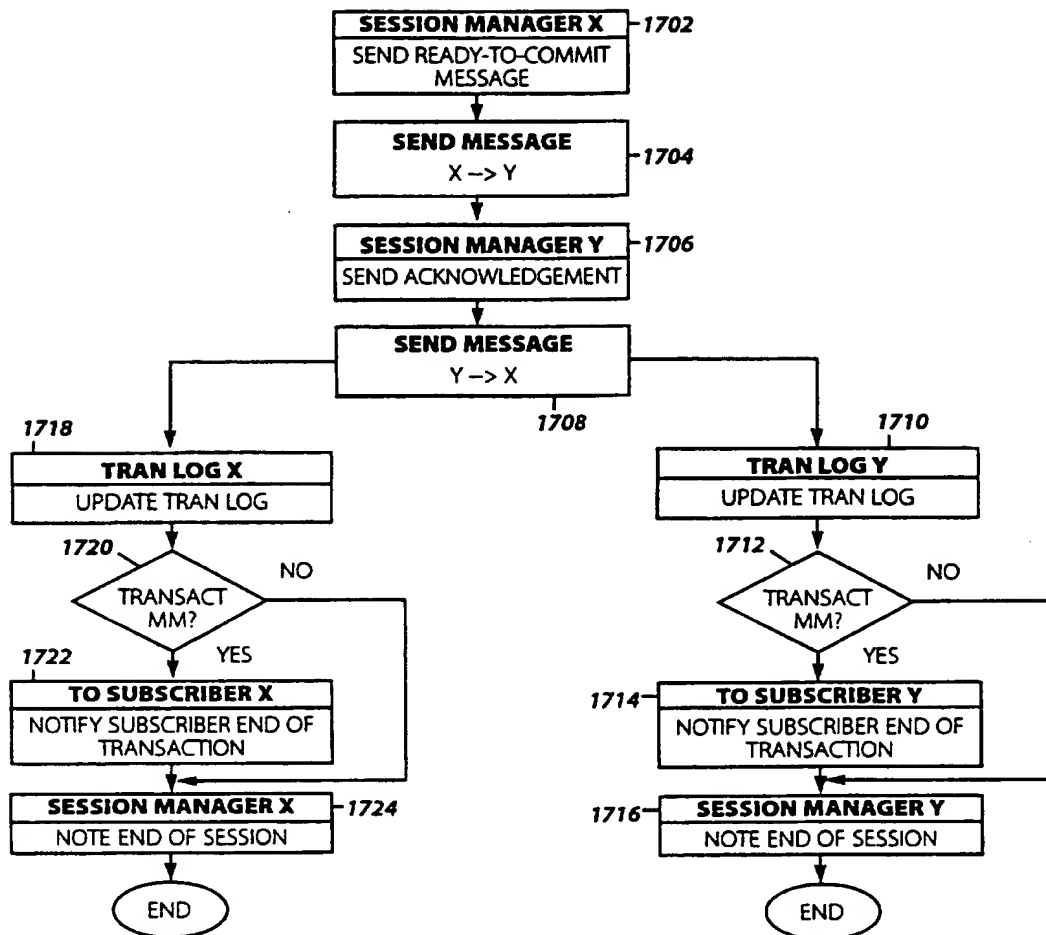 SESSION MANAGER X
1702
SEND READY-TO-COMMIT
MESSAGE
SEND MESSAGE
1704
X —> Y
SESSION MANAGER Y
1706
SEND ACKNOWLEDGEMENT
SEND MESSAGE
Y —> X
1708
1718
TRAN LOG X
UPDATE TRAN LOG
1720
NO
TRANSACT
MM?
YES
1722
TO SUBSCRIBER X
NOTIFY SUBSCRIBER END OF
TRANSACTION
SESSION MANAGER X
1724
NOTE END OF SESSION
END
1710
TRAN LOG Y
UPDATE TRAN LOG
1712
NO
TRANSACT
MM?
YES
TO SUBSCRIBER Y
1714
NOTIFY SUBSCRIBER END OF
TRANSACTION
SESSION MANAGER Y
1716
NOTE END OF SESSION
END